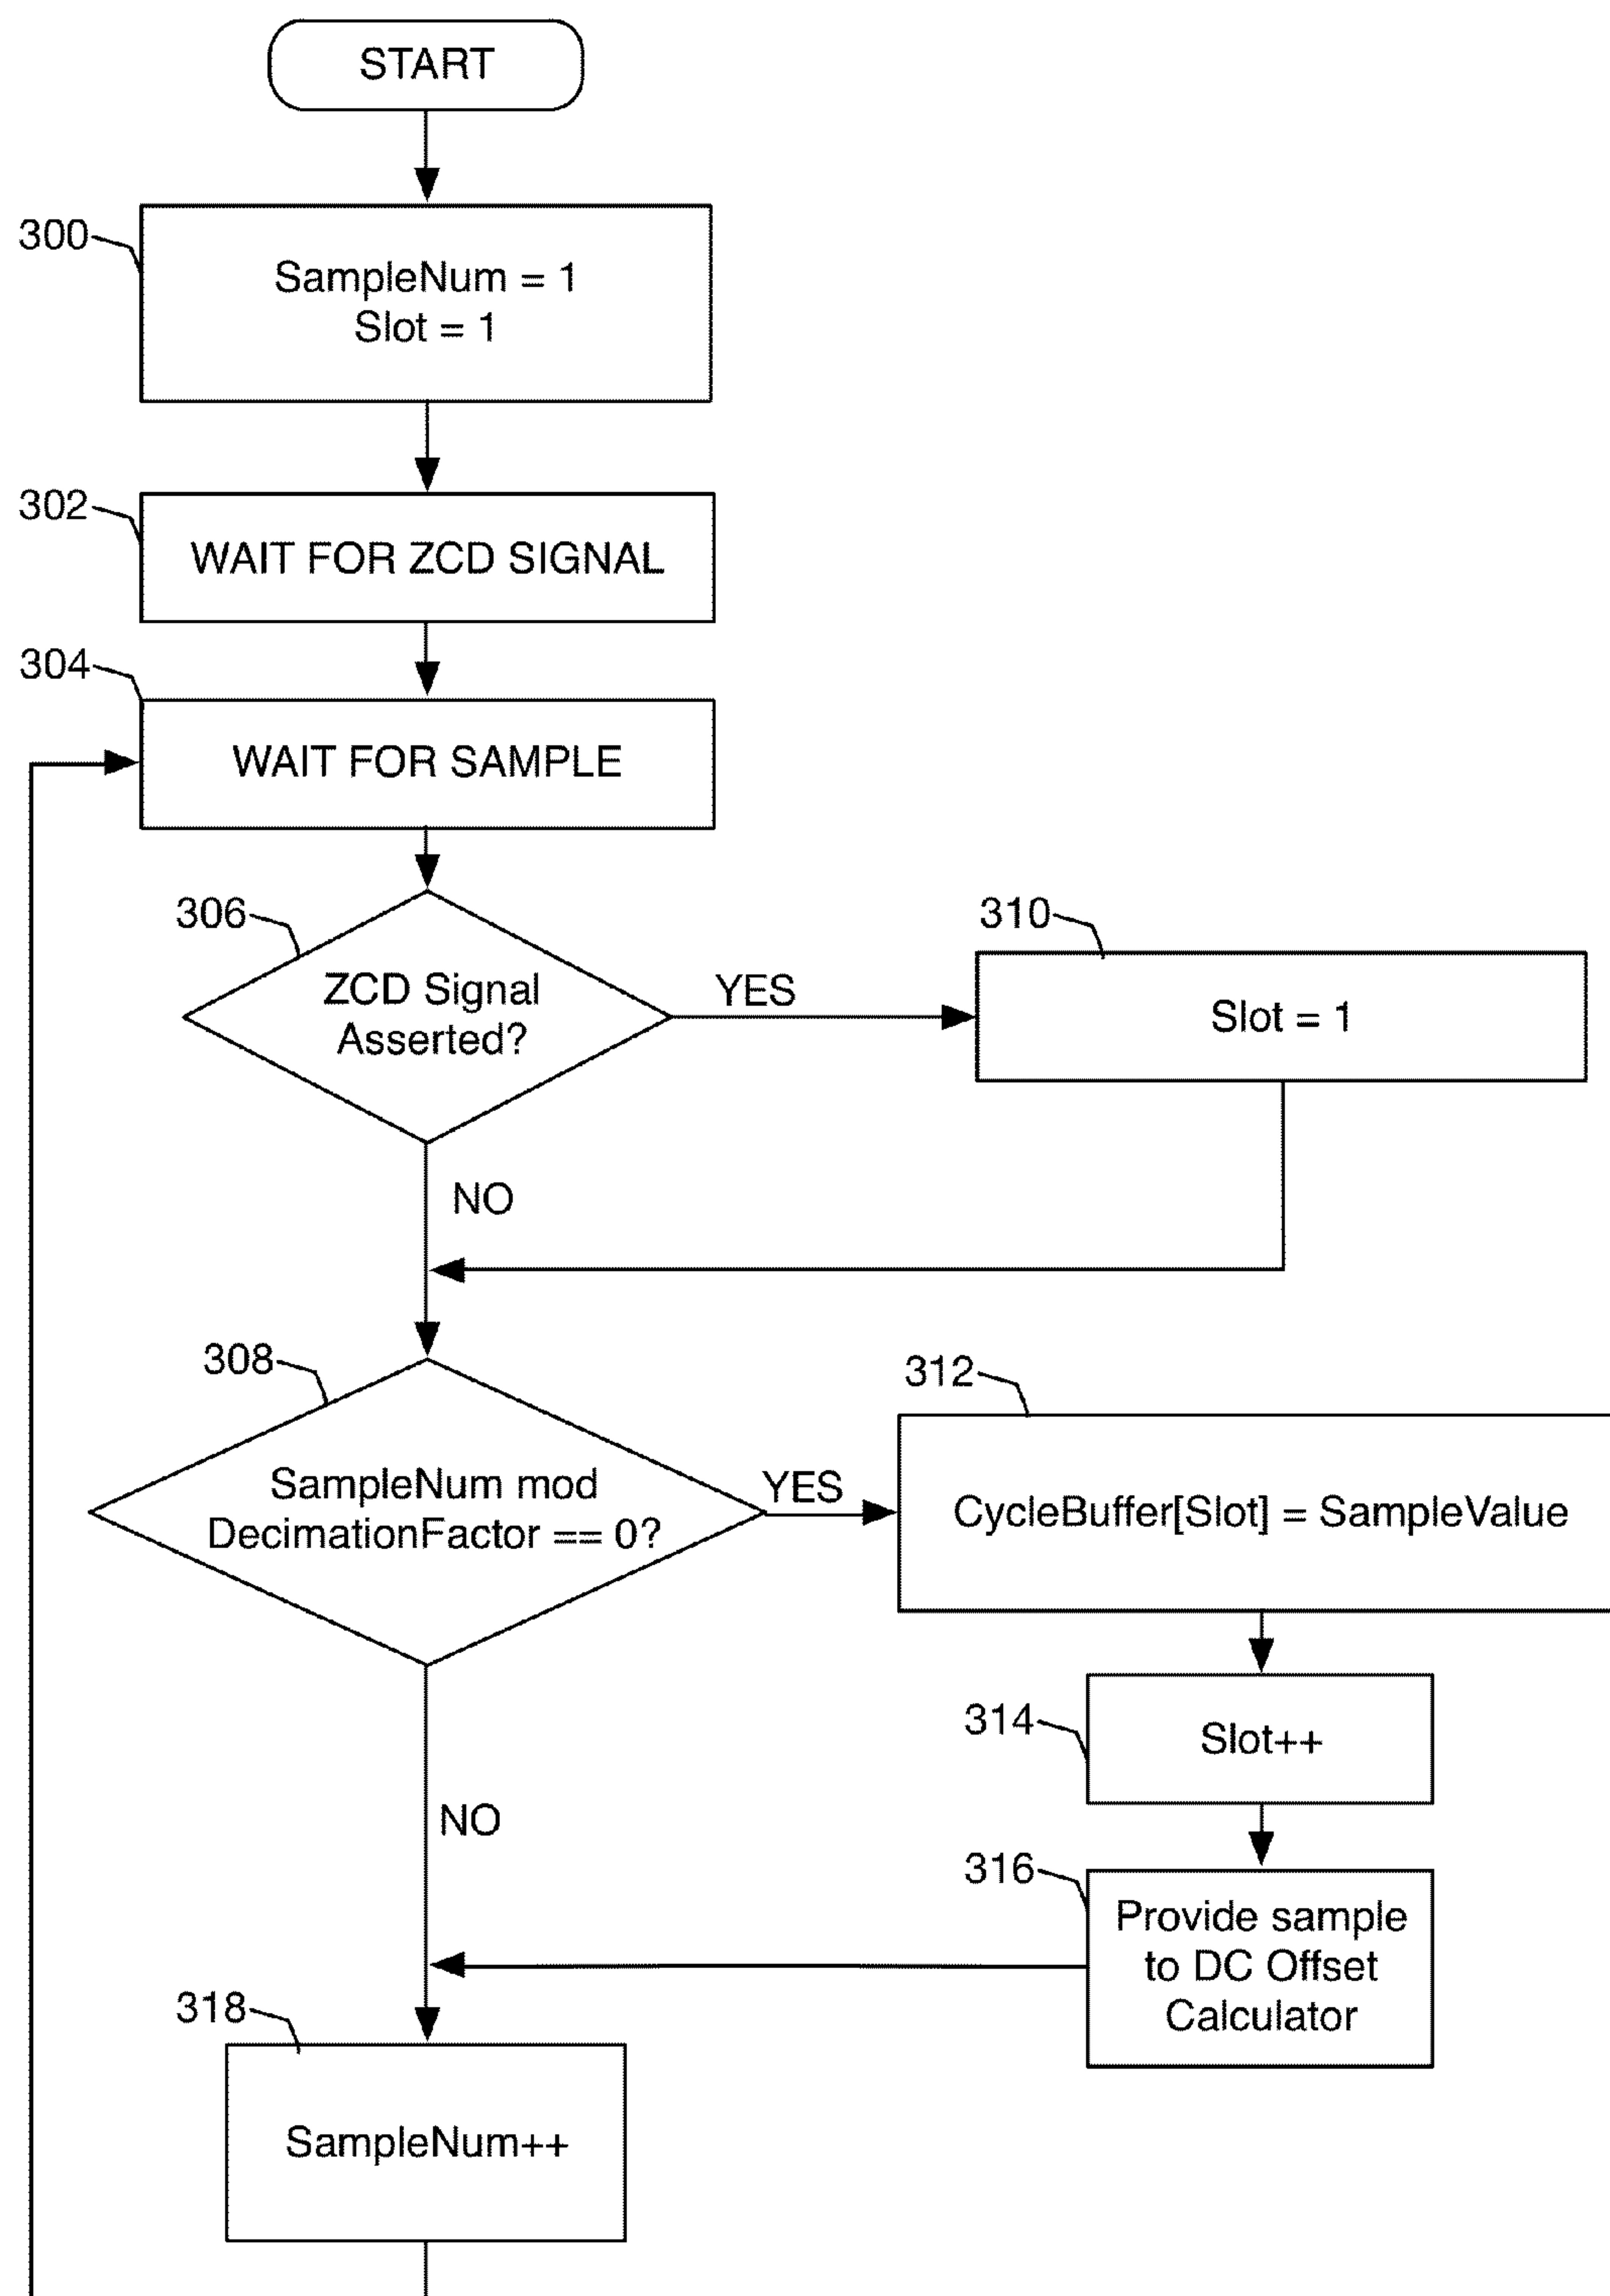 START
300
SampleNum = 1
Slot = 1
302
WAIT FOR ZCD SIGNAL
304
WAIT FOR SAMPLE
306
ZCD Signal
Asserted?
YES
310
Slot = 1
NO
308
SampleNum mod
DecimationFactor == 0?
YES
312
CycleBuffer[Slot] = SampleValue
314
Slot++
NO
316
Provide sample
to DC Offset
Calculator
318
SampleNum++